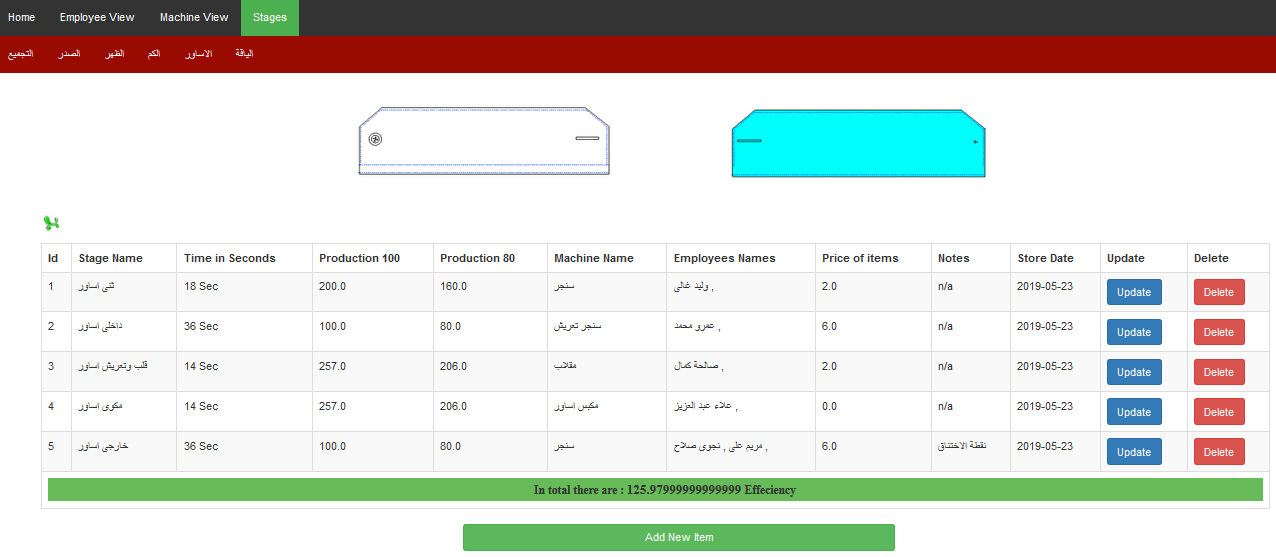 Home Employee View Machine View Stages
التجميع الصدر الظهر الكم الاساور الياقة
Id Stage Name Time in Seconds Production 100 Production 80 Machine Name Employees Names Price of items Notes Store Date Update Delete
1 ثنى اساور 18 Sec 200.0 160.0 سنجر وليد غالى , 2.0 n/a 2019-05-23 Update Delete
2 داخلى اساور 36 Sec 100.0 80.0 سنجر تعريش عمرو محمد , 6.0 n/a 2019-05-23 Update Delete
3 قلب وتعريش اساور 14 Sec 257.0 206.0 مقلاب صالحة كمال , 2.0 n/a 2019-05-23 Update Delete
4 مكوى اساور 14 Sec 257.0 206.0 مكبس اساور علاء عبد العزيز , 0.0 n/a 2019-05-23 Update Delete
5 خارجى اساور 36 Sec 100.0 80.0 سنجر مريم على , نجوى صلاح , 6.0 نقطة الاختناق 2019-05-23 Update Delete
In total there are : 125.97999999999999 Effeciency
Add New Item